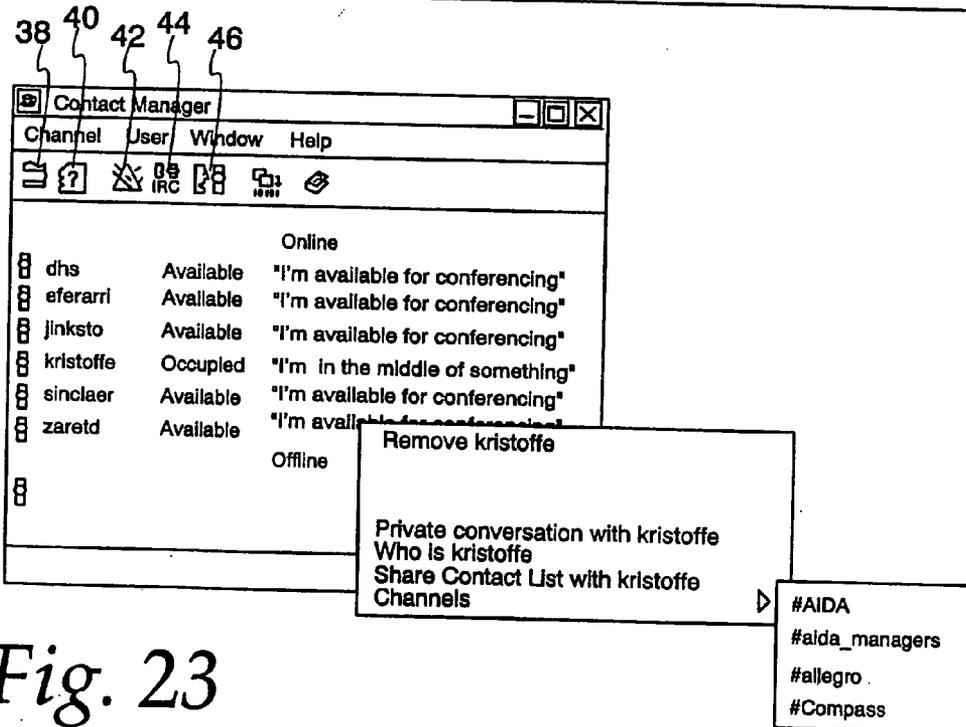 38 40 42 44 46
Contact Manager
Channel User Window Help
? IRC
Online
dhs Available "I'm available for conferencing"
eferarri Available "I'm available for conferencing"
jinksto Available "I'm available for conferencing"
kristoffe Occupied "I'm in the middle of something"
sinclaer Available "I'm available for conferencing"
zaretd Available "I'm available for conferencing"
Offline
Remove kristoffe
Private conversation with kristoffe
Who is kristoffe
Share Contact List with kristoffe
Channels
#AIDA
#aida_managers
#allegro
#Compass
Fig. 23